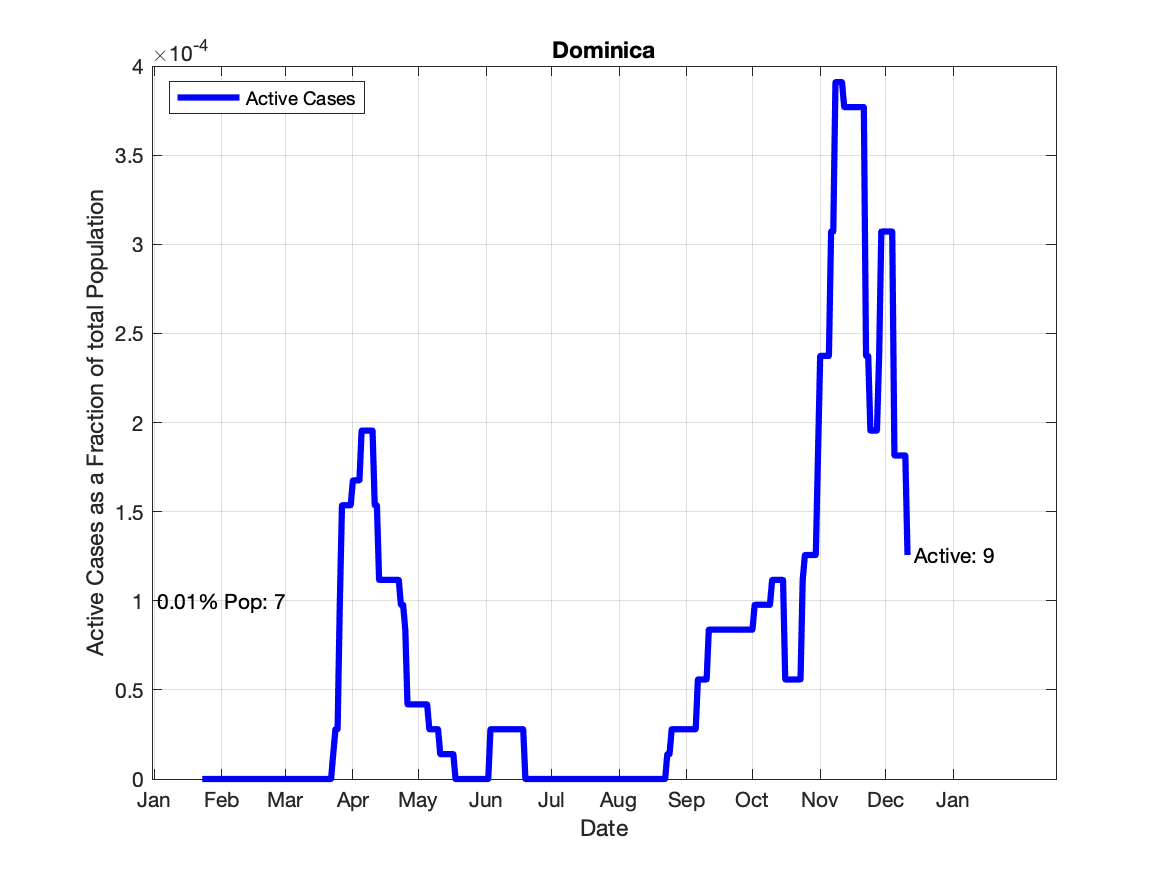 Dominica
×10-4
Active Cases
4
3.5
3
2.5
2
1.5
1
0.5
0
Active Cases as a Fraction of total Population
0.01% Pop: 7
Active: 9
Jan Feb Mar Apr May Jun Jul Aug Sep Oct Nov Dec Jan
Date